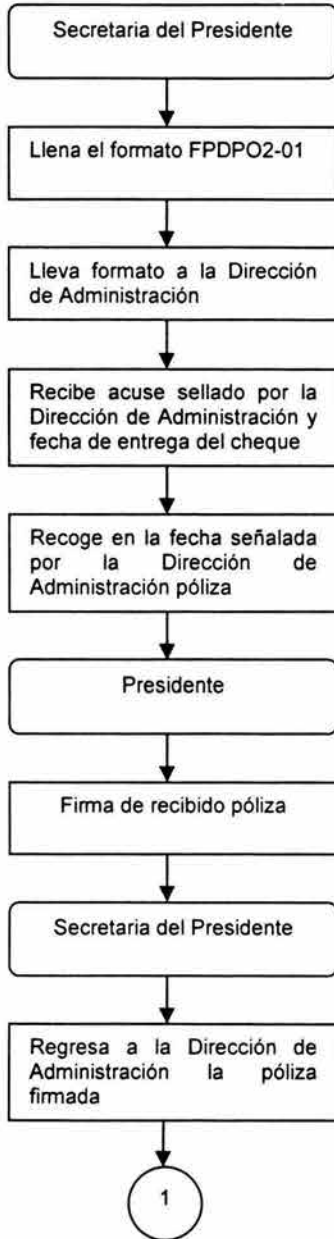 Secretaria del Presidente
Llena el formato FPDPO2-01
Lleva formato a la Dirección
de Administración
Recibe acuse sellado por la
Dirección de Administración y
fecha de entrega del cheque
Recoge en la fecha señalada
por la Dirección de
Administración póliza
Presidente
Firma de recibido póliza
Secretaria del Presidente
Regresa a la Dirección de
Administración la póliza
firmada
1